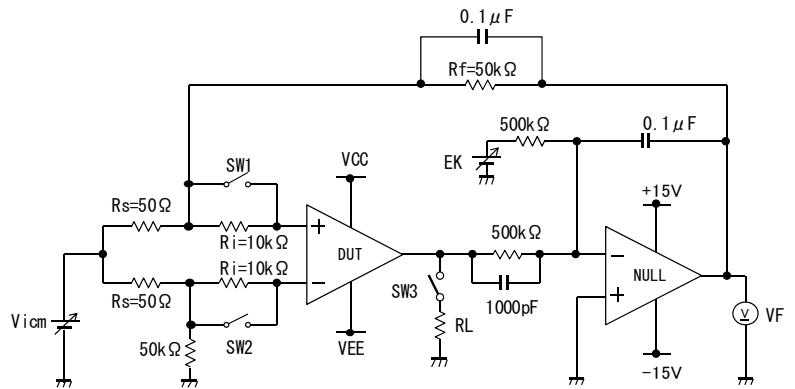 0.1μF
Rf=50kΩ
500kΩ
0.1μF
EK
SW1
VCC
+15V
Rs=50Ω
Ri=10kΩ
+
DUT
500kΩ
−
NULL
Ri=10kΩ
−
Rs=50Ω
SW3
1000pF
+
V
VF
Vicm
SW2
50kΩ
VEE
RL
−15V